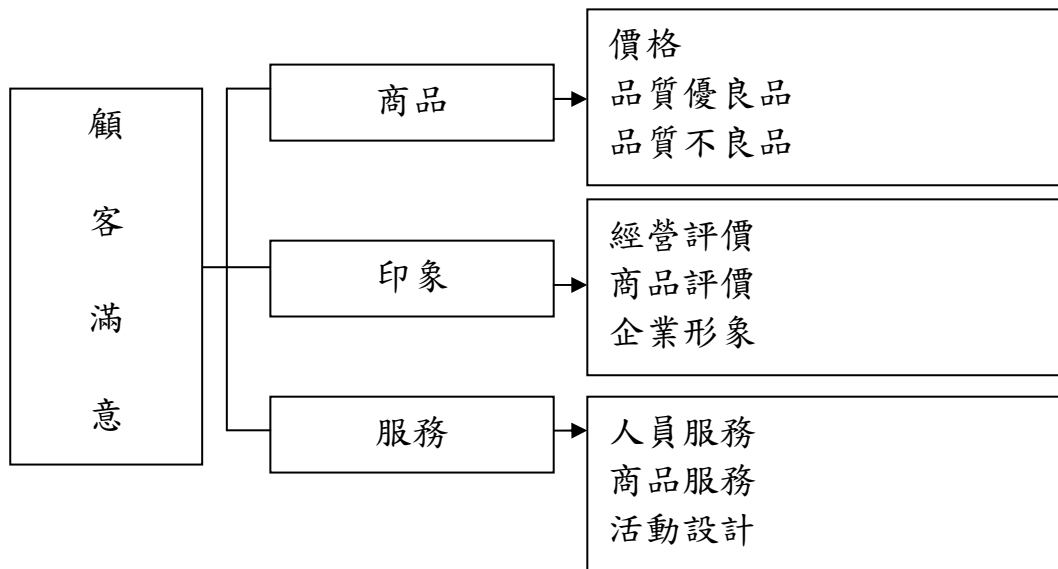 顧客滿意
商品
價格
品質優良品
品質不良品
印象
經營評價
商品評價
企業形象
服務
人員服務
商品服務
活動設計